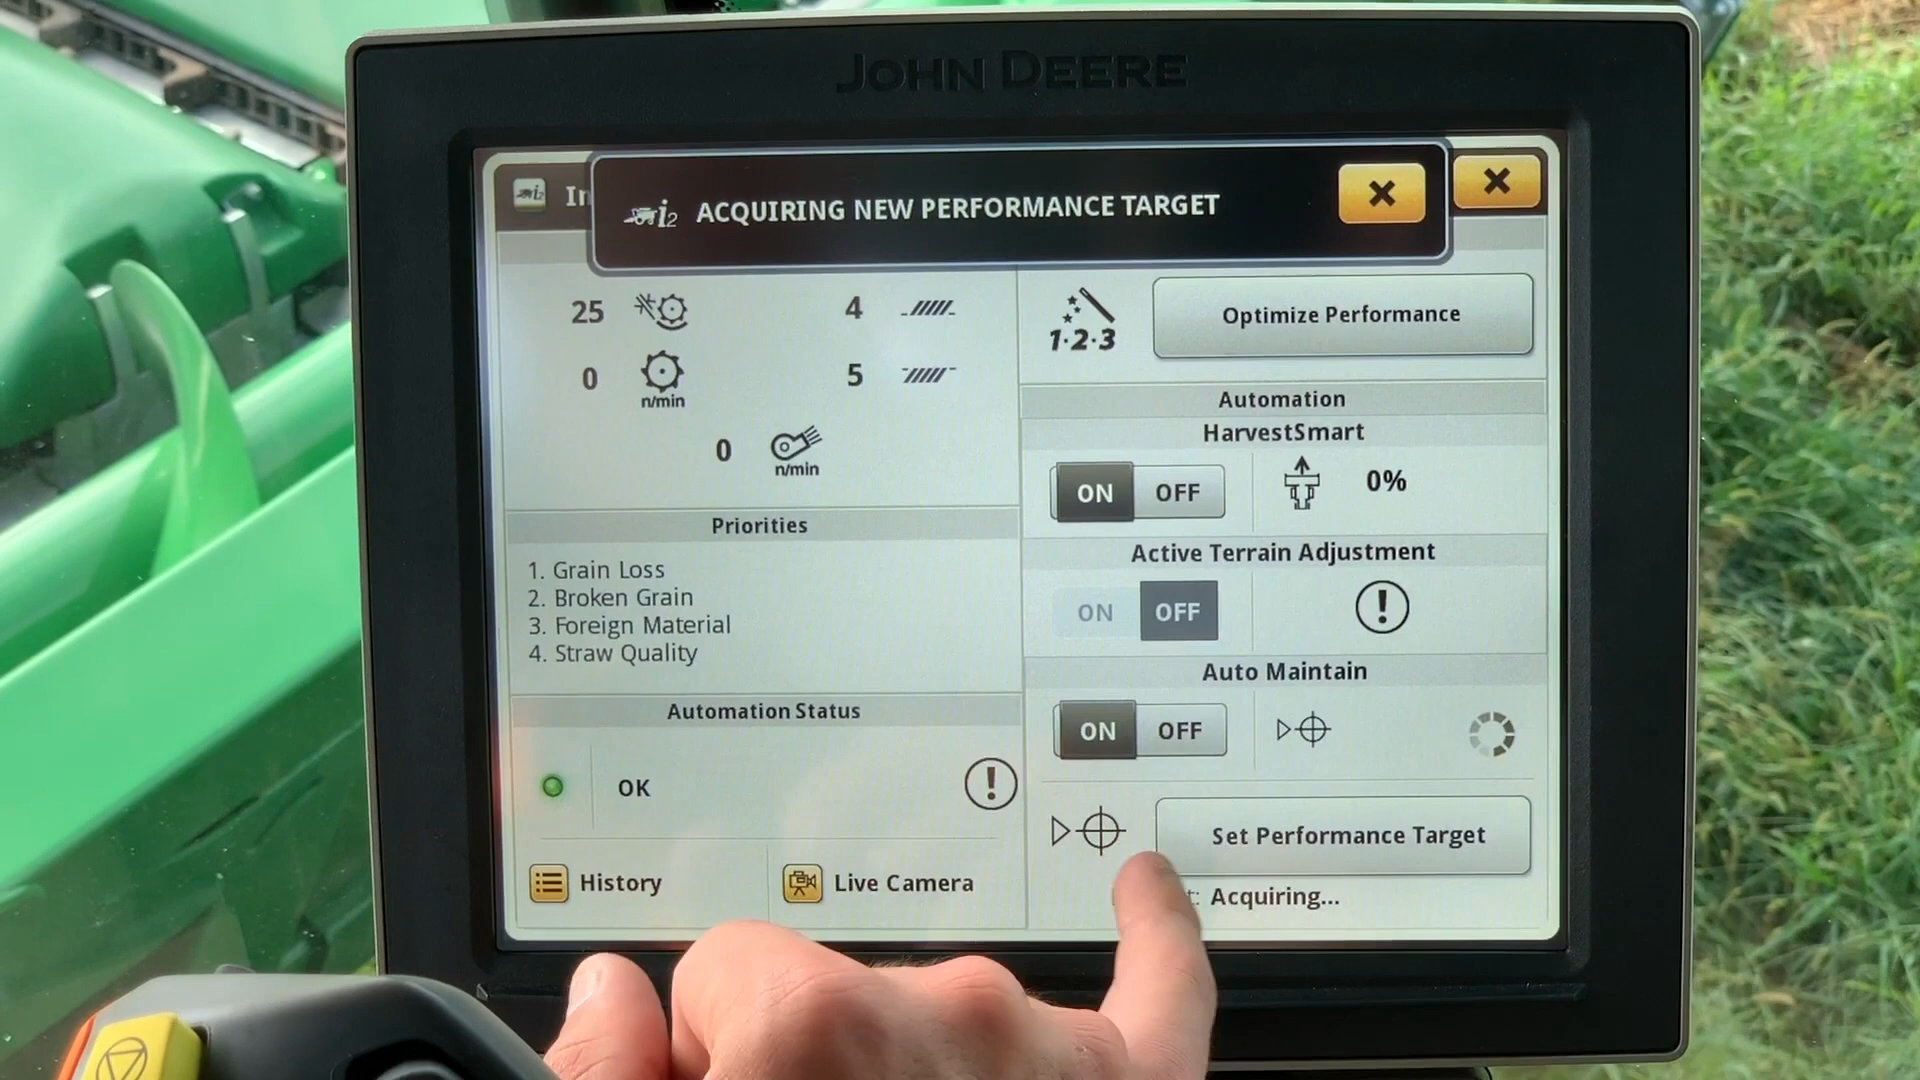 JOHN DEERE
In
i2 ACQUIRING NEW PERFORMANCE TARGET
25
4
0
n/min
5
0
n/min
1·2·3
Optimize Performance
Automation
HarvestSmart
ON OFF
0%
Active Terrain Adjustment
ON OFF
Auto Maintain
ON OFF
Set Performance Target
Acquiring...
Priorities
1. Grain Loss
2. Broken Grain
3. Foreign Material
4. Straw Quality
Automation Status
OK
History
Live Camera